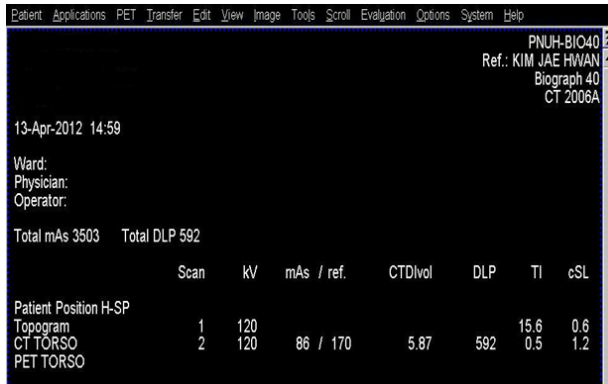 Patient Applications PET Transfer Edit View Image Tools Scroll Evaluation Options System Help
PNUH-BIO40
Ref.: KIM JAE HWAN
Biograph 40
CT 2006A
13-Apr-2012 14:59
Ward:
Physician:
Operator:
Total mAs 3503 Total DLP 592
Scan kV mAs / ref. CTDIvol DLP TI cSL
Patient Position H-SP
Topogram 1 120 15.6 0.6
CT TORSO 2 120 86 / 170 5.87 592 0.5 1.2
PET TORSO